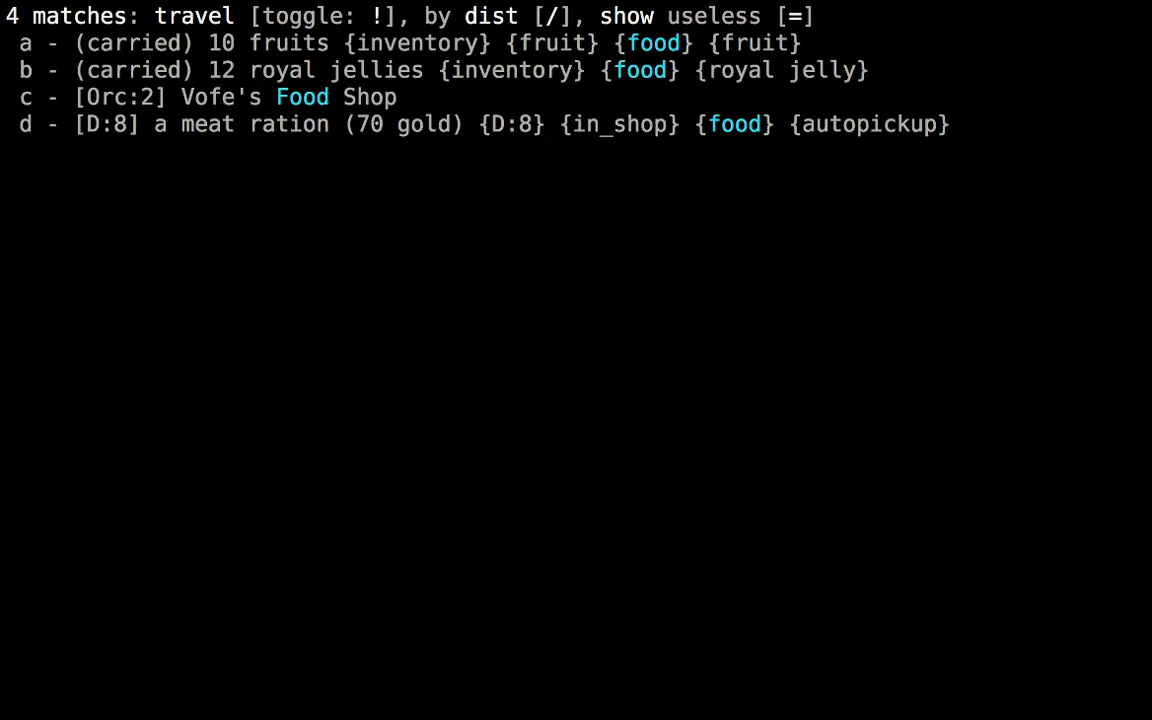 4 matches: travel [toggle: !], by dist [/], show useless [=]
a - (carried) 10 fruits {inventory} {fruit} {food} {fruit}
b - (carried) 12 royal jellies {inventory} {food} {royal jelly}
c - [Orc:2] Vofe's Food Shop
d - [D:8] a meat ration (70 gold) {D:8} {in_shop} {food} {autopickup}